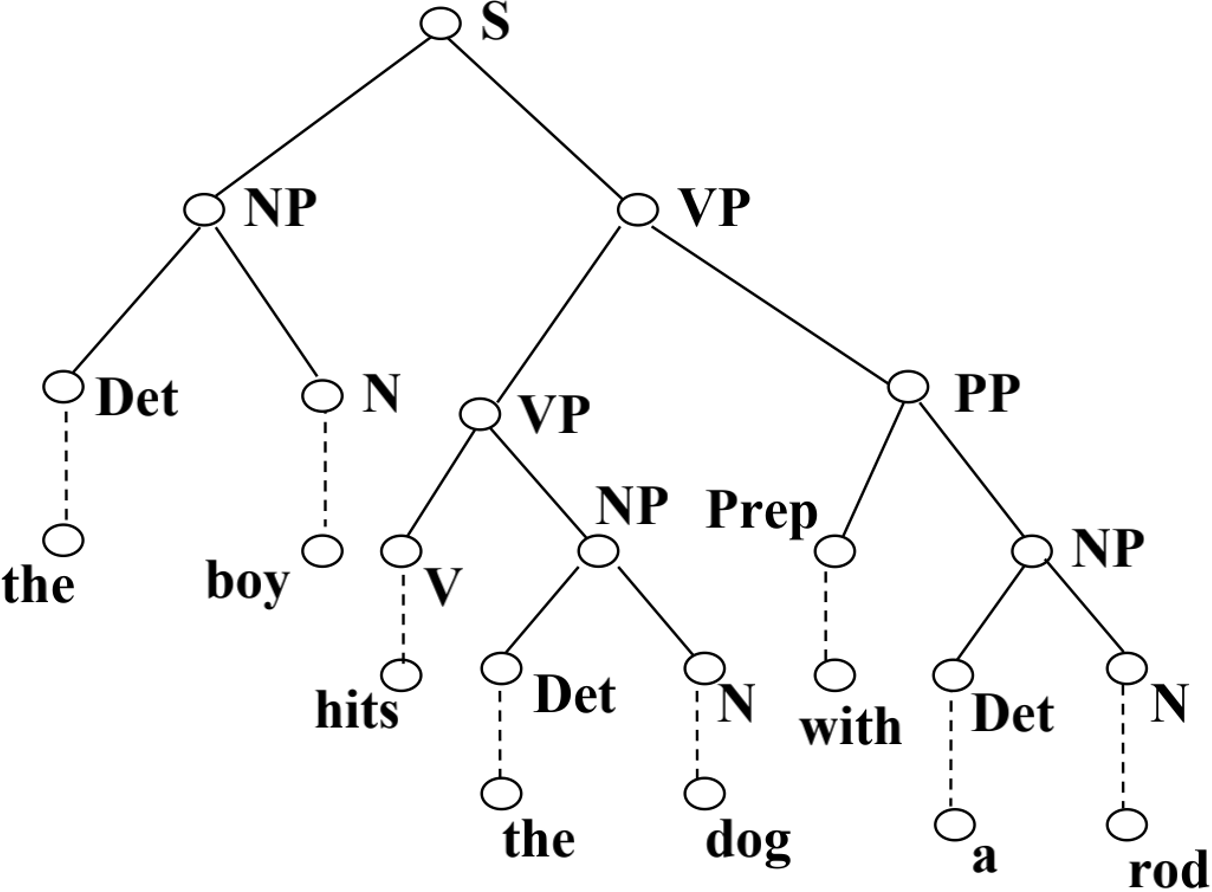 S
NP
VP
Det
N
VP
PP
the
boy
V
NP
Prep
NP
hits
Det
N
with
Det
N
the
dog
a
rod